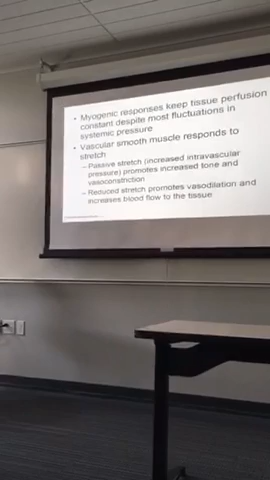 • Myogenic responses keep tissue perfusion
constant despite most fluctuations in
systemic pressure
• Vascular smooth muscle responds to
stretch
– Passive stretch (increased intravascular
pressure) promotes increased tone and
vasoconstriction
– Reduced stretch promotes vasodilation and
increases blood flow to the tissue